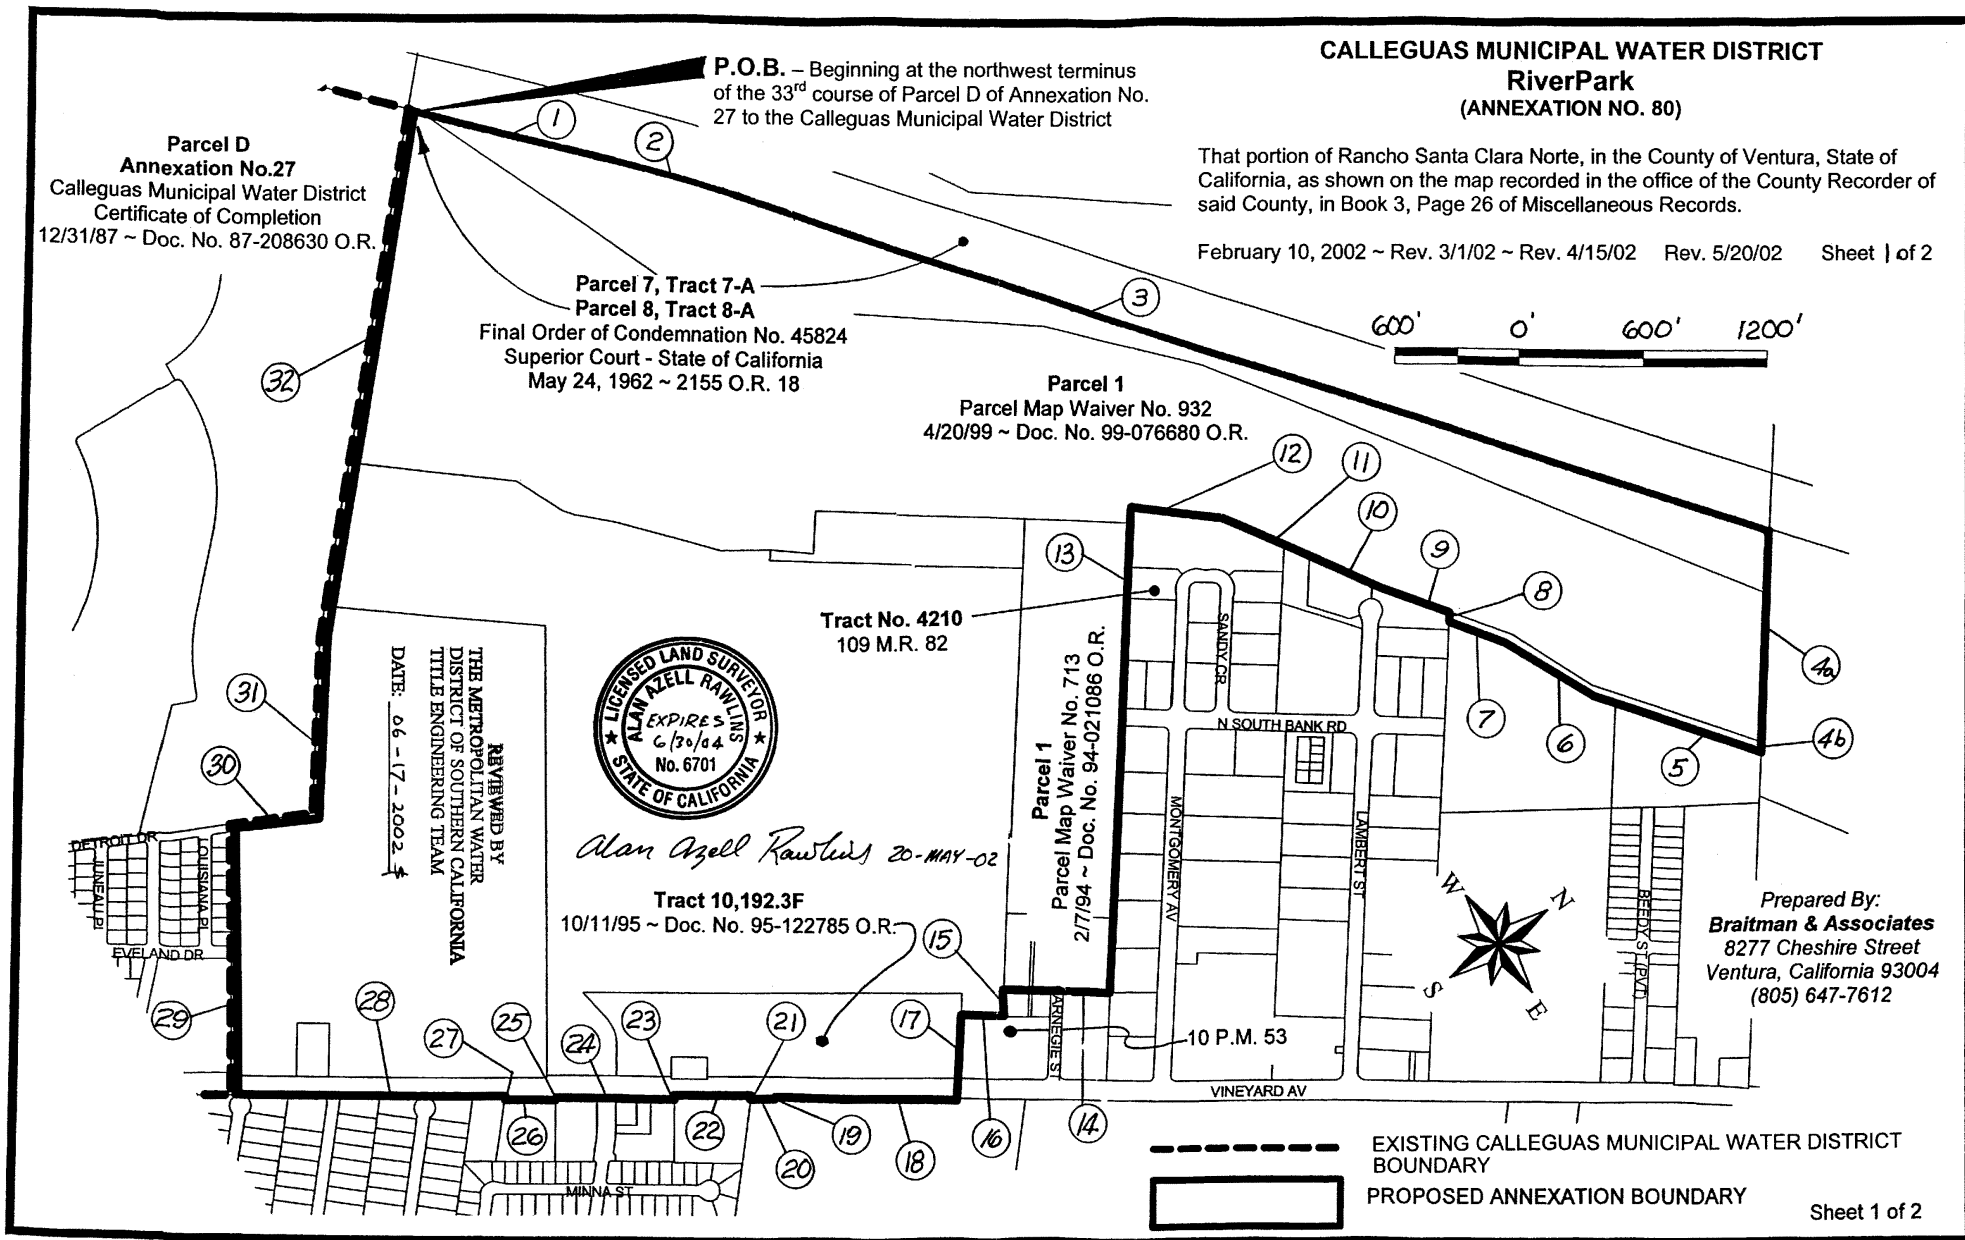 CALLEGUAS MUNICIPAL WATER DISTRICT
RiverPark
(ANNEXATION NO. 80)
That portion of Rancho Santa Clara Norte, in the County of Ventura, State of
California, as shown on the map recorded in the office of the County Recorder of
said County, in Book 3, Page 26 of Miscellaneous Records.
February 10, 2002 ~ Rev. 3/1/02 ~ Rev. 4/15/02 Rev. 5/20/02 Sheet 1 of 2
600' 0' 600' 1200'
P.O.B. – Beginning at the northwest terminus
of the 33rd course of Parcel D of Annexation No.
27 to the Calleguas Municipal Water District
Parcel D
Annexation No.27
Calleguas Municipal Water District
Certificate of Completion
12/31/87 ~ Doc. No. 87-208630 O.R.
Parcel 7, Tract 7-A
Parcel 8, Tract 8-A
Final Order of Condemnation No. 45824
Superior Court - State of California
May 24, 1962 ~ 2155 O.R. 18
Parcel 1
Parcel Map Waiver No. 932
4/20/99 ~ Doc. No. 99-076680 O.R.
1
2
3
4a
4b
5
6
7
8
9
10
11
12
13
14
15
16
17
18
19
20
21
22
23
24
25
26
27
28
29
30
31
32
Tract No. 4210
109 M.R. 82
Parcel 1
Parcel Map Waiver No. 713
2/7/94 ~ Doc. No. 94-021086 O.R.
REVIEWED BY
THE METROPOLITAN WATER
DISTRICT OF SOUTHERN CALIFORNIA
TITLE ENGINEERING TEAM
DATE: 06-17-2002
LICENSED LAND SURVEYOR
ALAN AZELL RAWLINS
EXPIRES
6/30/04
No. 6701
STATE OF CALIFORNIA
Alan Azell Rawlins 20-MAY-02
Tract 10,192.3F
10/11/95 ~ Doc. No. 95-122785 O.R.
10 P.M. 53
SANDY CR
N SOUTH BANK RD
MONTGOMERY AV
LAMBERT ST
BEEDY ST (PVT)
ARNEGIE ST
VINEYARD AV
DETROIT DR
JUNEAU PL
LOUISIANA PL
EVELAND DR
MINNA ST
W
N
S
E
Prepared By:
Braitman & Associates
8277 Cheshire Street
Ventura, California 93004
(805) 647-7612
EXISTING CALLEGUAS MUNICIPAL WATER DISTRICT
BOUNDARY
PROPOSED ANNEXATION BOUNDARY
Sheet 1 of 2